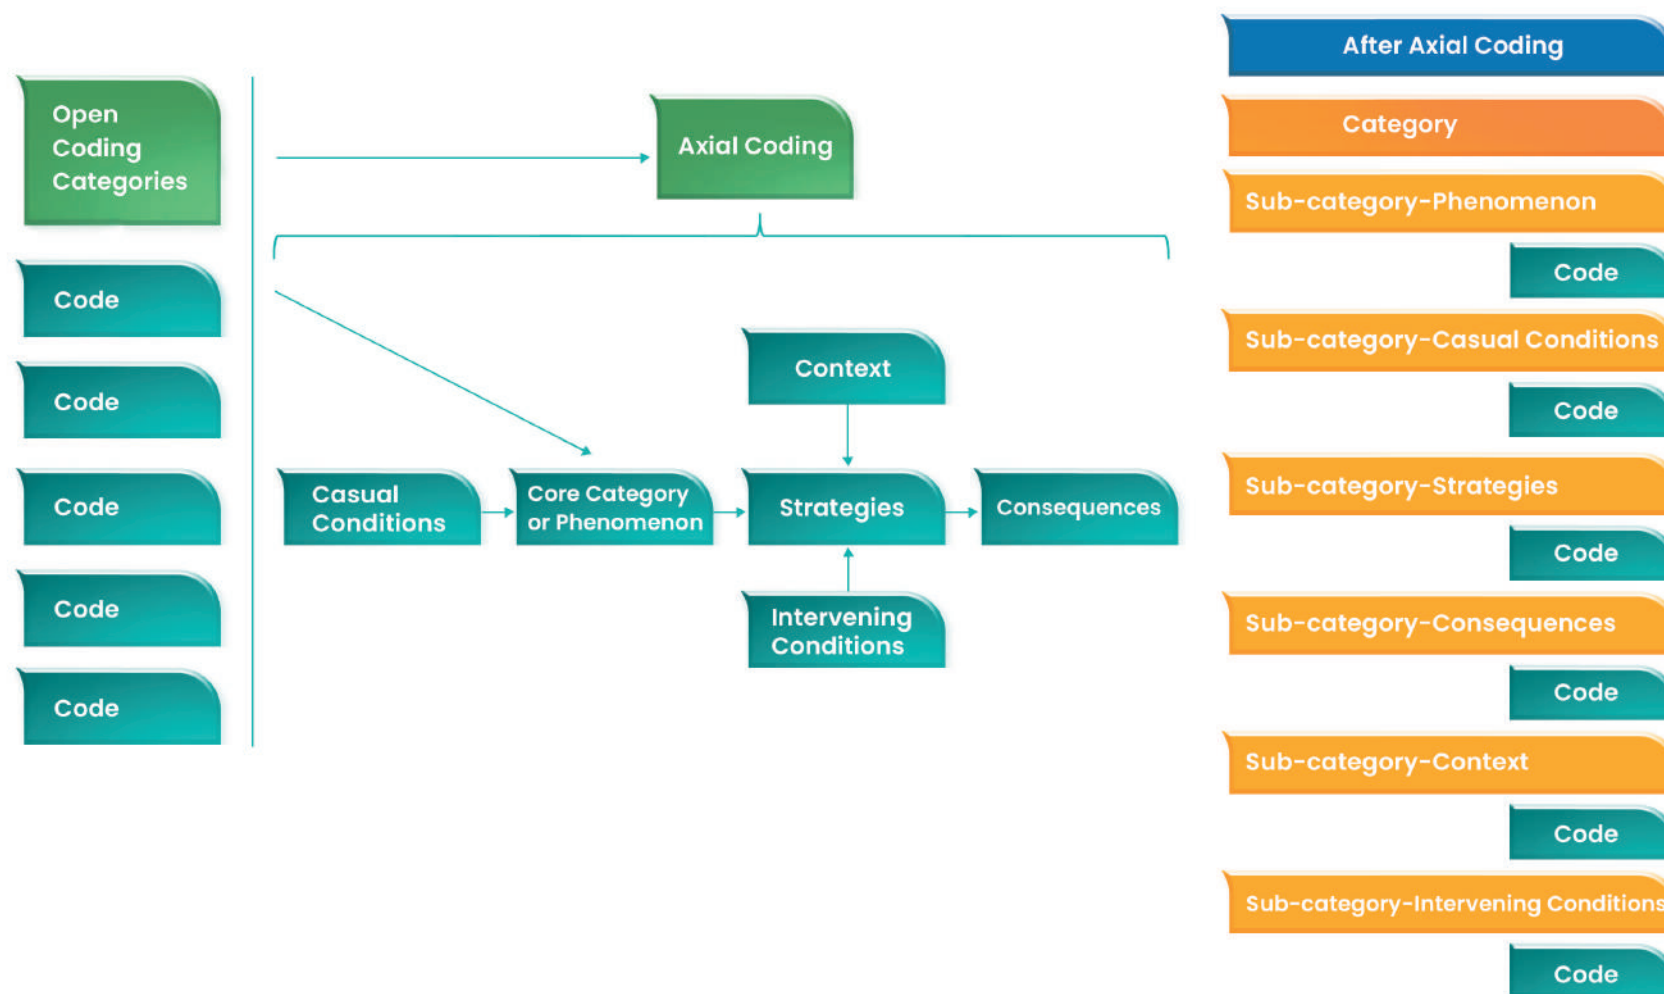 Open
Coding
Categories
Code
Code
Code
Code
Code
Axial Coding
Context
Casual
Conditions
Core Category
or Phenomenon
Strategies
Consequences
Intervening
Conditions
After Axial Coding
Category
Sub-category-Phenomenon
Code
Sub-category-Casual Conditions
Code
Sub-category-Strategies
Code
Sub-category-Consequences
Code
Sub-category-Context
Code
Sub-category-Intervening Conditions
Code